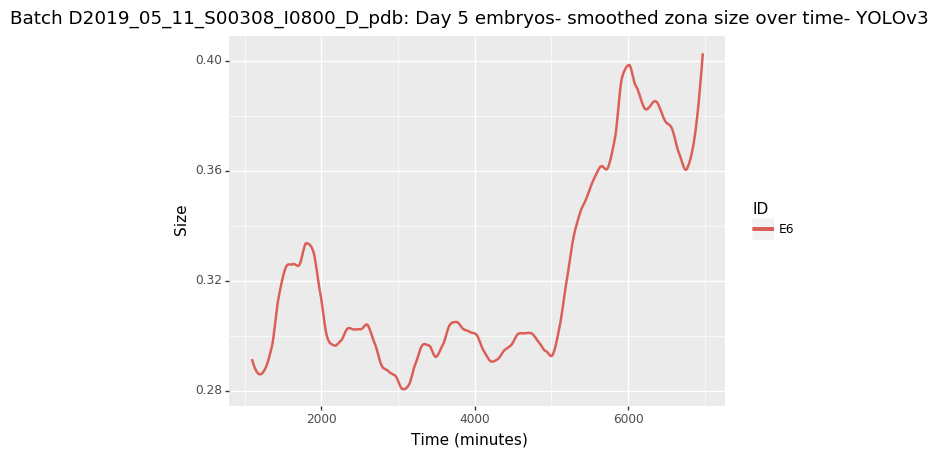 Batch D2019_05_11_S00308_I0800_D_pdb: Day 5 embryos- smoothed zona size over time- YOLOv3
0.40
0.36
0.32
0.28
Size
2000 4000 6000
Time (minutes)
ID
E6